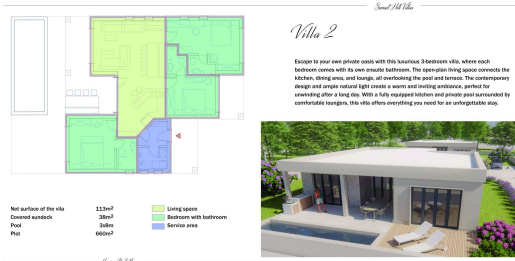 Sunset Hill Villas
Villa 2
Escape to your own private oasis with this luxurious 3-bedroom villa, where each
bedroom comes with its own ensuite bathroom. The open-plan living space connects the
kitchen, dining area, and lounge, all overlooking the pool and terrace. The contemporary
design and ample natural light create a warm and inviting ambiance, perfect for
unwinding after a long day. With a fully equipped kitchen and private pool surrounded by
comfortable loungers, this villa offers everything you need for an unforgettable stay.
Net surface of the vila 113m²
Covered sundeck 38m²
Pool 3x8m
Plot 660m²
Living space
Bedroom with bathroom
Service area